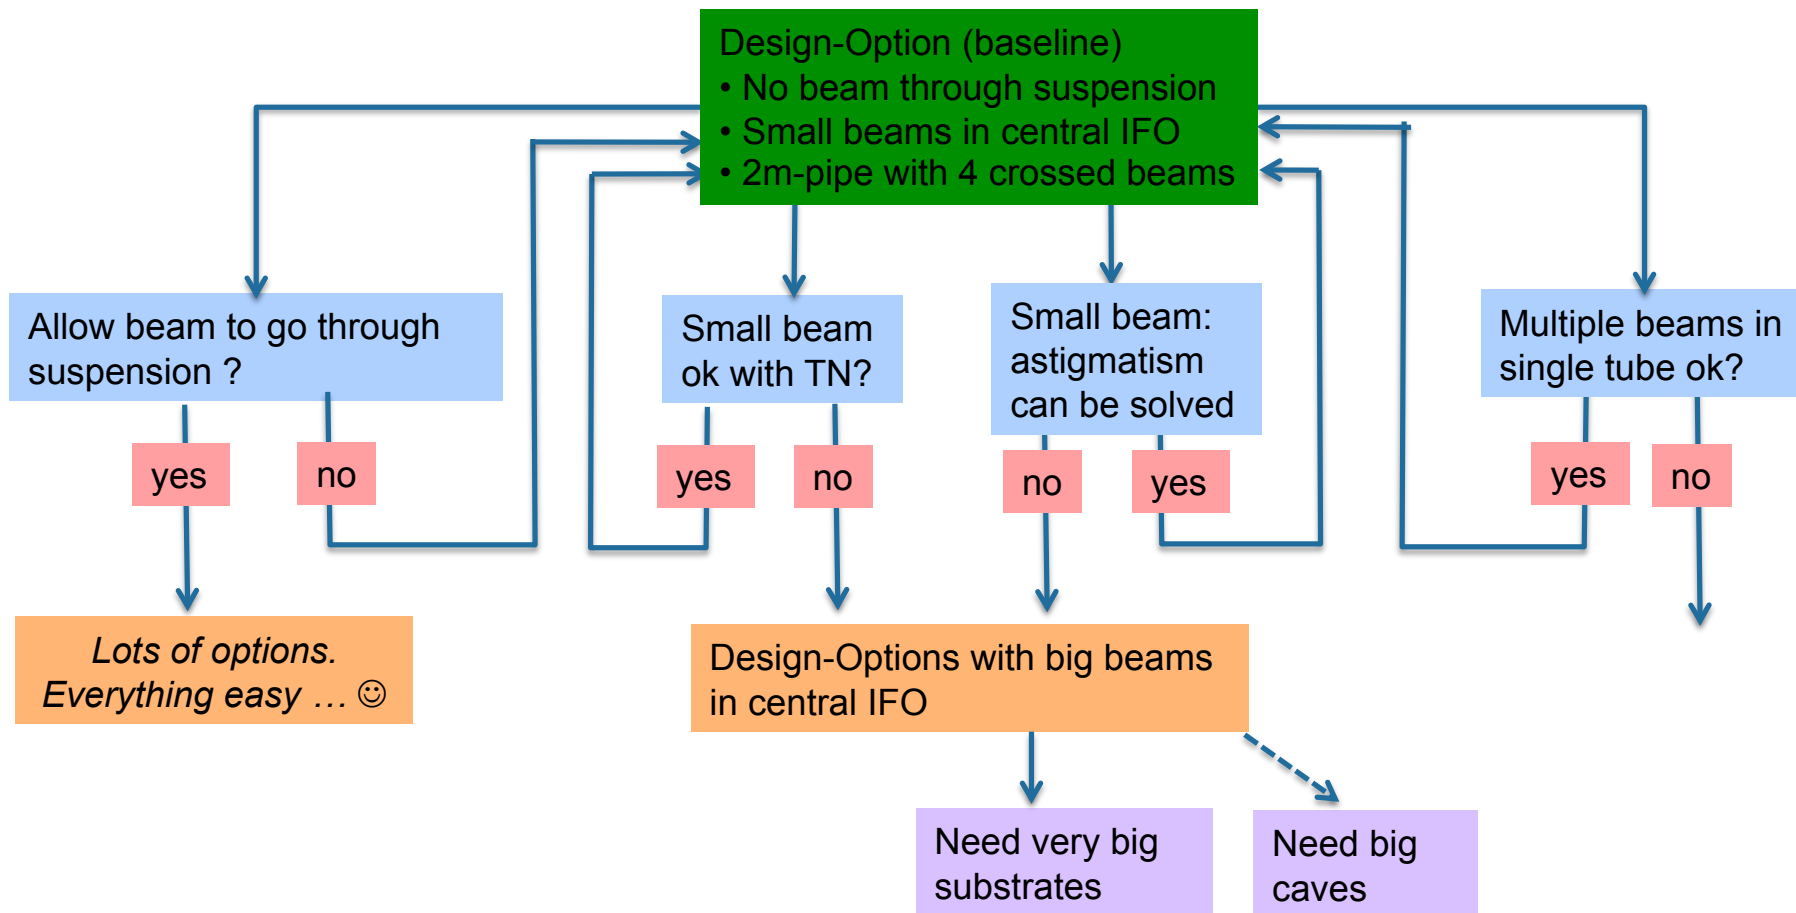 Design-Option (baseline)
• No beam through suspension
• Small beams in central IFO
• 2m-pipe with 4 crossed beams
Allow beam to go through
suspension ?
Small beam
ok with TN?
Small beam:
astigmatism
can be solved
Multiple beams in
single tube ok?
yes
no
yes
no
no
yes
yes
no
Lots of options.
Everything easy … ☺
Design-Options with big beams
in central IFO
Need very big
substrates
Need big
caves